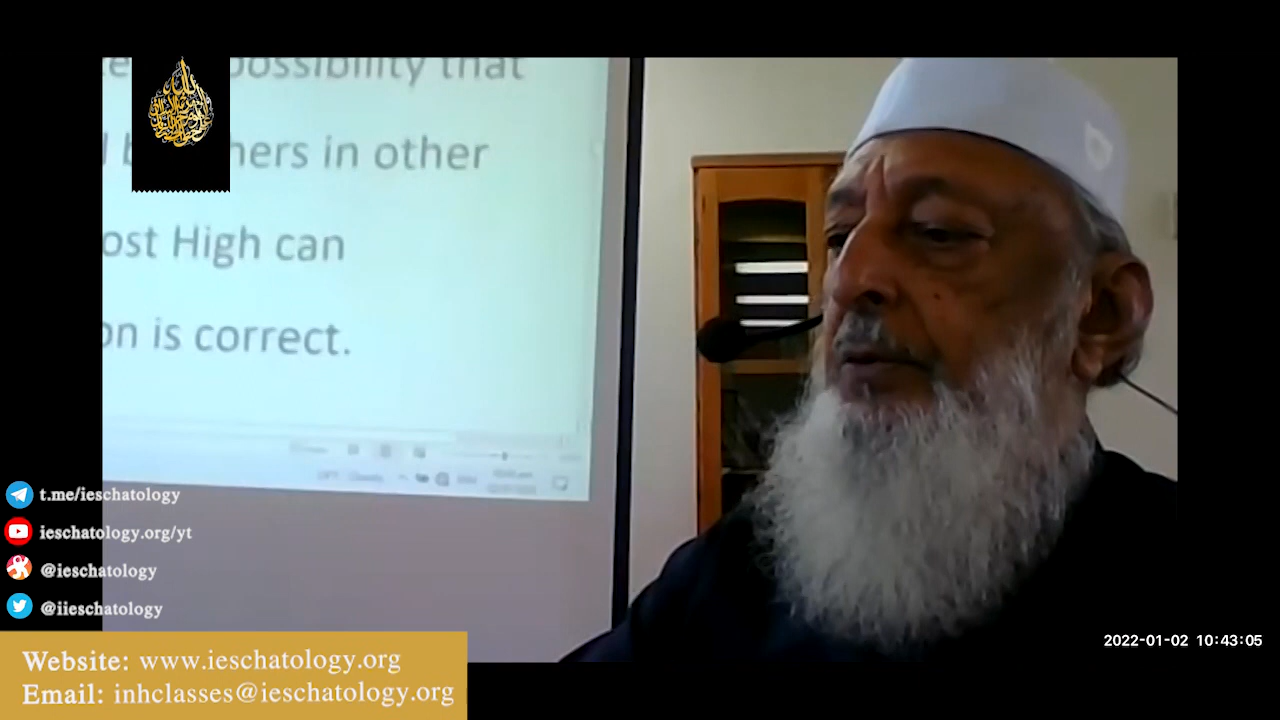 possibility that
hers in other
ost High can
on is correct.
t.me/ieschatology
ieschatology.org/yt
@ieschatology
@iieschatology
Website: www.ieschatology.org
Email: inhclasses@ieschatology.org
2022-01-02 10:43:05